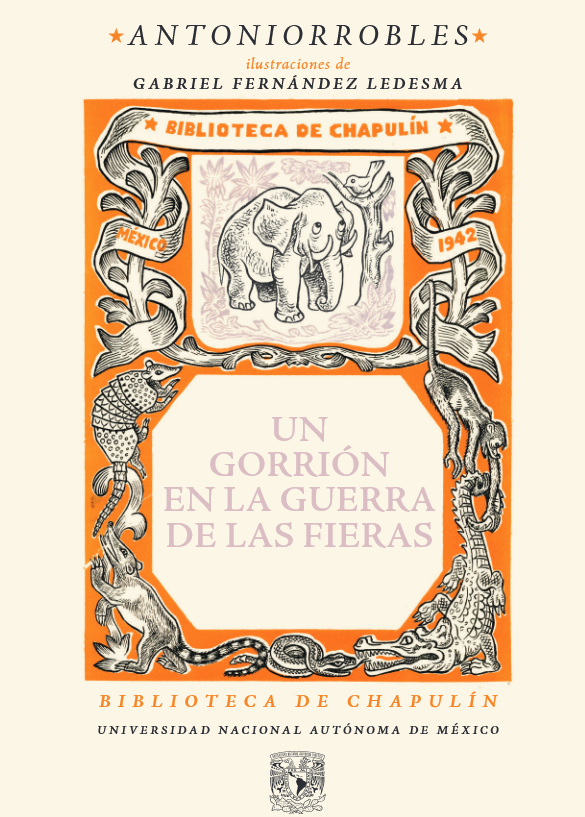 ANTONIORROBLES
ilustraciones de
GABRIEL FERNÁNDEZ LEDESMA
BIBLIOTECA DE CHAPULÍN
MÉXICO
1942
UN
GORRIÓN
EN LA GUERRA
DE LAS FIERAS
BIBLIOTECA DE CHAPULÍN
UNIVERSIDAD NACIONAL AUTÓNOMA DE MÉXICO